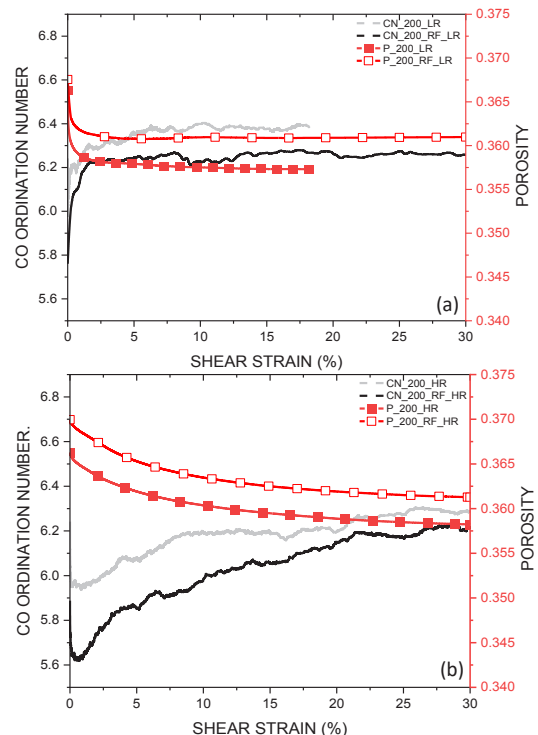 CN_200_LR
CN_200_RF_LR
P_200_LR
P_200_RF_LR
6.8
6.6
6.4
6.2
6.0
5.8
5.6
CO ORDINATION NUMBER
0.375
0.370
0.365
0.360
0.355
0.350
0.345
0.340
POROSITY
(a)
0 5 10 15 20 25 30
SHEAR STRAIN (%)
CN_200_HR
CN_200_RF_HR
P_200_HR
P_200_RF_HR
6.8
6.6
6.4
6.2
6.0
5.8
5.6
CO ORDINATION NUMBER.
0.375
0.370
0.365
0.360
0.355
0.350
0.345
0.340
POROSITY
(b)
0 5 10 15 20 25 30
SHEAR STRAIN (%)